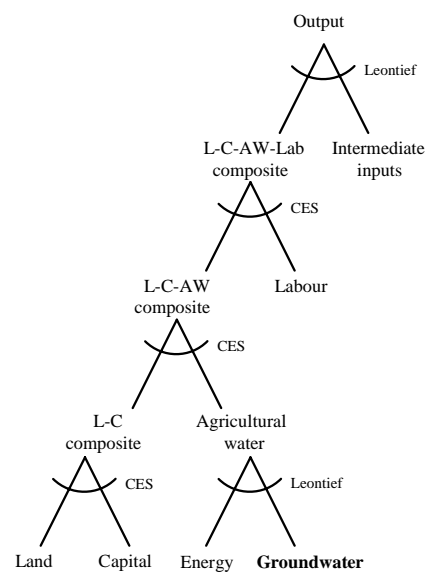 Output
Leontief
L-C-AW-Lab
composite
Intermediate
inputs
CES
L-C-AW
composite
Labour
CES
L-C
composite
Agricultural
water
CES
Leontief
Land
Capital
Energy
Groundwater